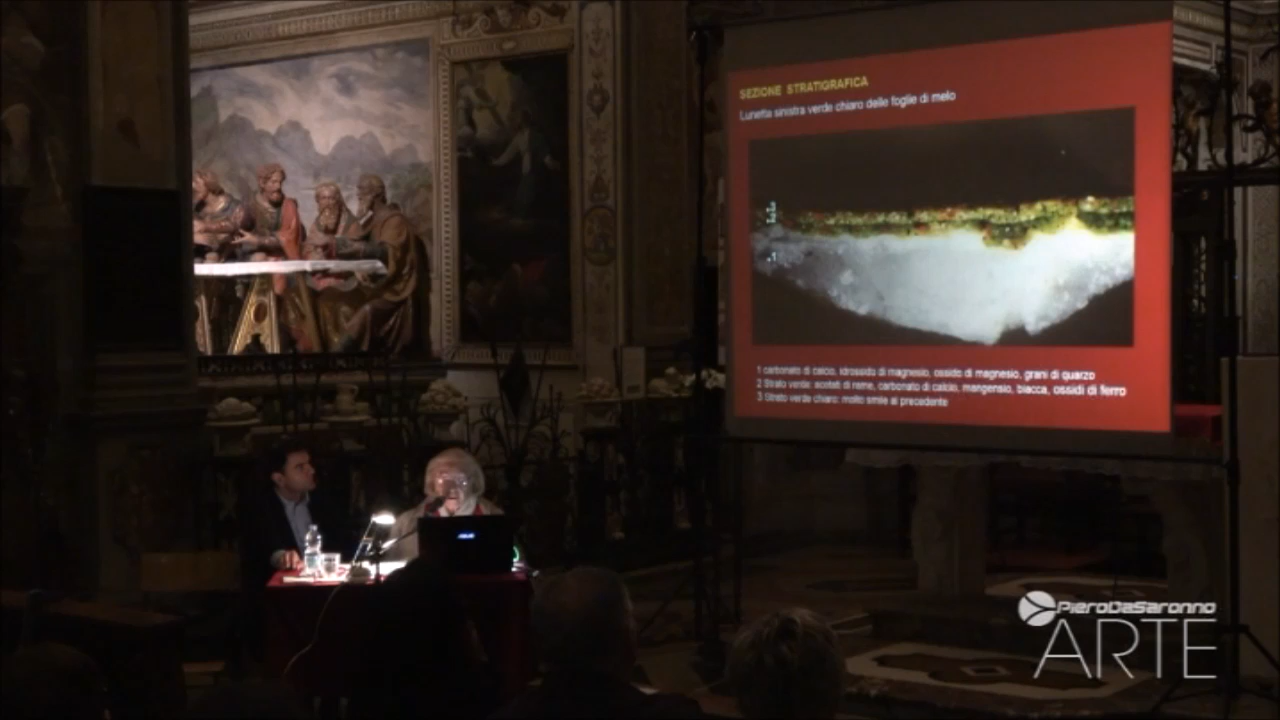 SEZIONE STRATIGRAFICA
Lunetta sinistra verde chiaro delle foglie di melo
1 carbonato di calcio, idrossido di magnesio, ossido di magnesio, grani di quarzo
2 Strato verde: acetati di rame, carbonato di calcio, mangensio, biacca, ossidi di ferro
3 Strato verde chiaro: molto smile al precedente
ASUS
PieroDaSaronno
ARTE